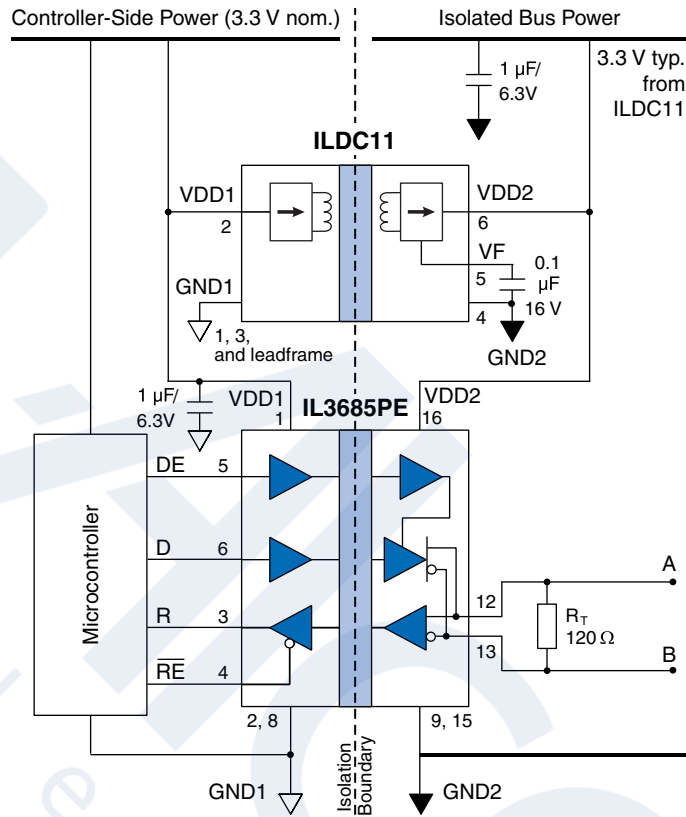 Controller-Side Power (3.3 V nom.)
Isolated Bus Power
1 µF/
6.3V
3.3 V typ.
from
ILDC11
ILDC11
VDD1
2
VDD2
6
VF
5
0.1
µF
16 V
GND1
4
1, 3,
and leadframe
GND2
1 µF/
6.3V
VDD1
1
IL3685PE
VDD2
16
Microcontroller
DE 5
D 6
R 3
RE 4
12
13
A
RT
120 Ω
B
2, 8
9, 15
GND1
Isolation
Boundary
GND2
e